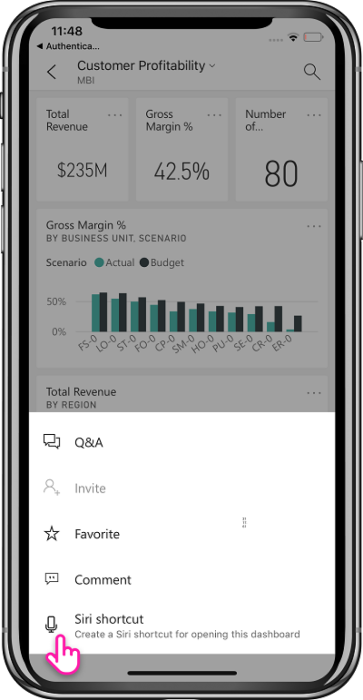 11:48
◀ Authentica...
Customer Profitability
MBI
Total Revenue
Gross Margin %
Number of...
$235M
42.5%
80
Gross Margin %
BY BUSINESS UNIT, SCENARIO
Scenario Actual Budget
50%
0%
FS-0 LO-0 ST-0 FO-0 CP-0 SM-0 HO-0 PU-0 SE-0 CR-0 ER-0
Total Revenue
BY REGION
Q&A
Invite
Favorite
Comment
Siri shortcut
Create a Siri shortcut for opening this dashboard